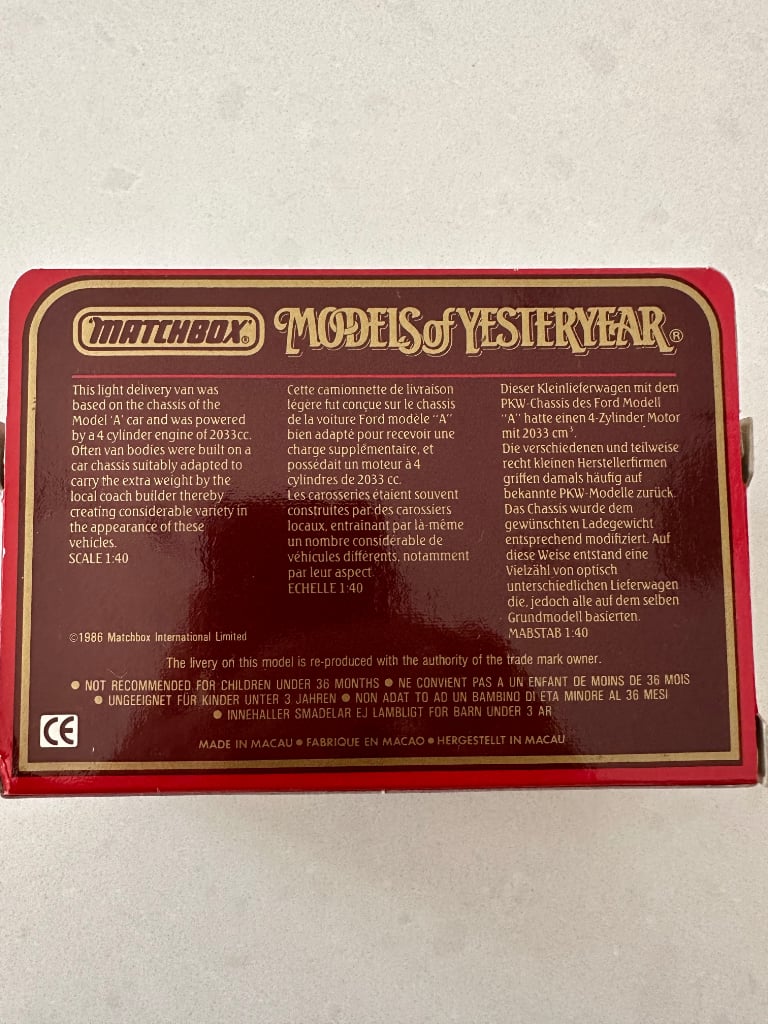 MATCHBOX® MODELS of YESTERYEAR®
This light delivery van was
based on the chassis of the
Model 'A' car and was powered
by a 4 cylinder engine of 2033cc.
Often van bodies were built on a
car chassis suitably adapted to
carry the extra weight by the
local coach builder thereby
creating considerable variety in
the appearance of these
vehicles.
SCALE 1:40
Cette camionnette de livraison
légere fut conçue sur le chassis
de la voiture Ford modèle "A"
bien adapté pour recevoir une
charge supplémentaire, et
possédait un moteur à 4
cylindres de 2033 cc.
Les carosseries étaient souvent
construites par des carossiers
locaux, entrainant par là-même
un nombre considérable de
véhicules différents, notamment
par leur aspect.
ECHELLE 1:40
Dieser Kleinlieferwagen mit dem
PKW-Chassis des Ford Modell
"A" hatte einen 4-Zylinder Motor
mit 2033 cm³.
Die verschiedenen und teilweise
recht kleinen Herstellerfirmen
griffen damals häufig auf
bekannte PKW-Modelle zurück.
Das Chassis wurde dem
gewünschten Ladegewicht
entsprechend modifiziert. Auf
diese Weise entstand eine
Vielzahl von optisch
unterschiedlichen Lieferwagen
die, jedoch alle auf dem selben
Grundmodell basierten.
MABSTAB 1:40
©1986 Matchbox International Limited
The livery on this model is re-produced with the authority of the trade mark owner.
● NOT RECOMMENDED FOR CHILDREN UNDER 36 MONTHS ● NE CONVIENT PAS A UN ENFANT DE MOINS DE 36 MOIS
● UNGEEIGNET FÜR KINDER UNTER 3 JAHREN ● NON ADAT TO AD UN BAMBINO DI ETA MINORE AL 36 MESI
● INNEHALLER SMADELAR EJ LAMBLIGT FOR BARN UNDER 3 AR
CE
MADE IN MACAU ● FABRIQUE EN MACAO ● HERGESTELLT IN MACAU